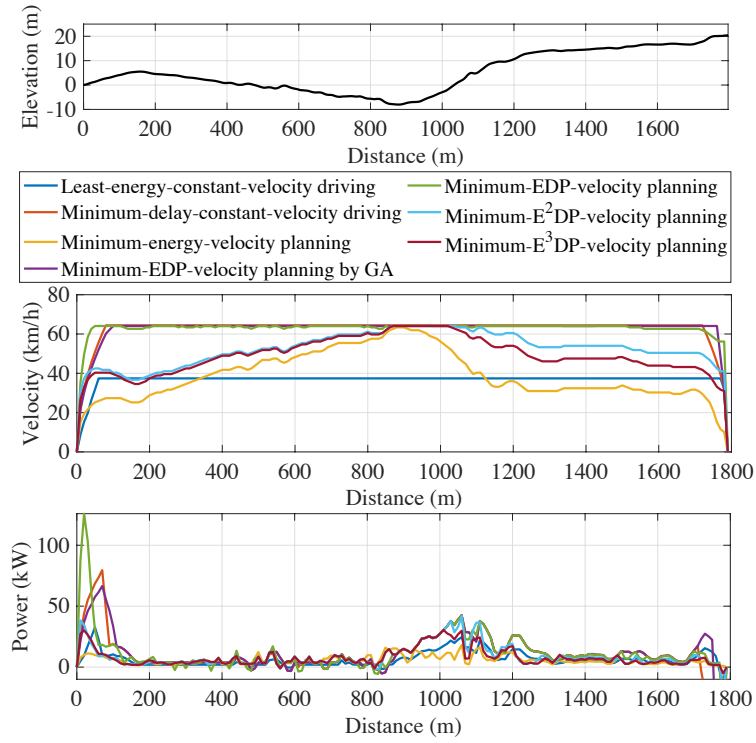 Elevation (m)
20
10
0
-10
0 200 400 600 800 1000 1200 1400 1600
Distance (m)
Least-energy-constant-velocity driving
Minimum-delay-constant-velocity driving
Minimum-energy-velocity planning
Minimum-EDP-velocity planning by GA
Minimum-EDP-velocity planning
Minimum-E²DP-velocity planning
Minimum-E³DP-velocity planning
Velocity (km/h)
80
60
40
20
0
0 200 400 600 800 1000 1200 1400 1600 1800
Distance (m)
Power (kW)
100
50
0
0 200 400 600 800 1000 1200 1400 1600 1800
Distance (m)